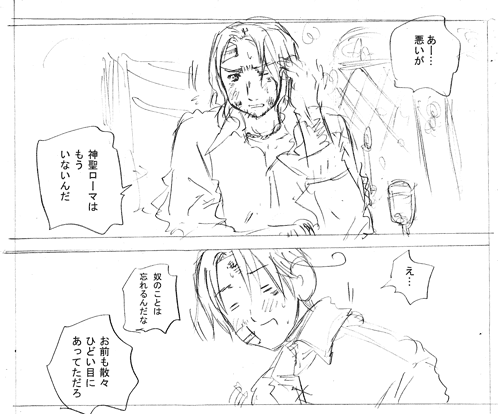 あー…
悪いが
神聖ローマは
もう
いないんだ
え…
奴のことは
忘れるんだな
お前も散々
ひどい目に
あってただろ